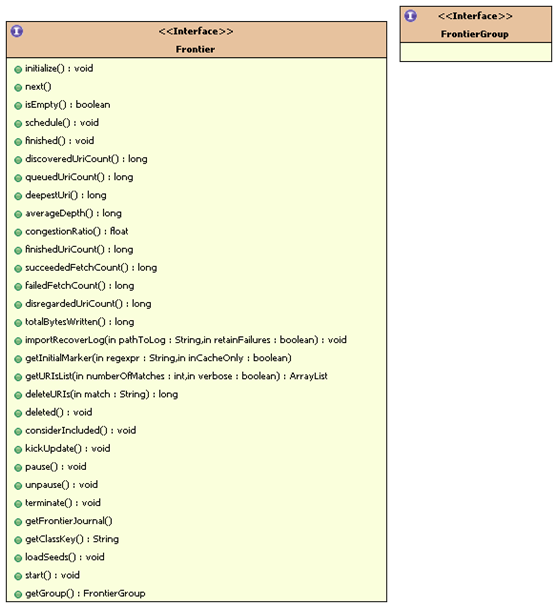 <<Interface>>
Frontier
initialize() : void
next()
isEmpty() : boolean
schedule() : void
finished() : void
discoveredUriCount() : long
queuedUriCount() : long
deepestUri() : long
averageDepth() : long
congestionRatio() : float
finishedUriCount() : long
succeededFetchCount() : long
failedFetchCount() : long
disregardedUriCount() : long
totalBytesWritten() : long
importRecoverLog(in pathToLog : String,in retainFailures : boolean) : void
getInitialMarker(in regexpr : String,in inCacheOnly : boolean)
getURIsList(in numberOfMatches : int,in verbose : boolean) : ArrayList
deleteURIs(in match : String) : long
deleted() : void
considerIncluded() : void
kickUpdate() : void
pause() : void
unpause() : void
terminate() : void
getFrontierJournal()
getClassKey() : String
loadSeeds() : void
start() : void
getGroup() : FrontierGroup
<<Interface>>
FrontierGroup